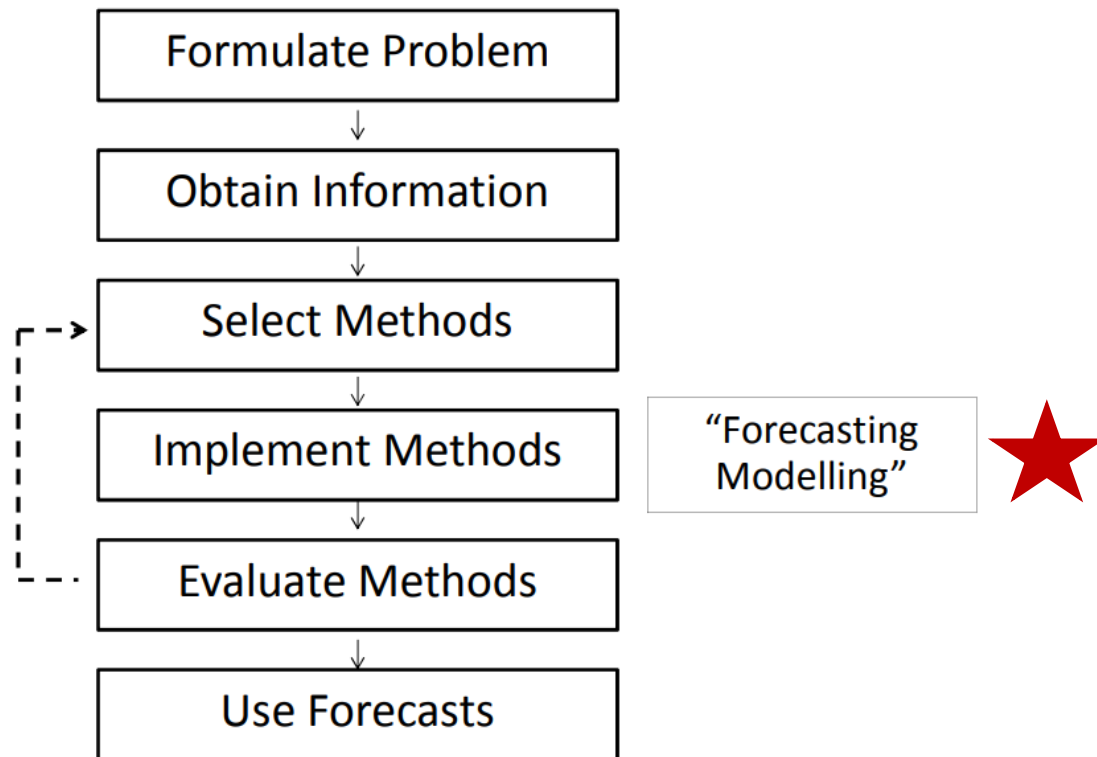 Formulate Problem
Obtain Information
Select Methods
Implement Methods
“Forecasting
Modelling”
Evaluate Methods
Use Forecasts